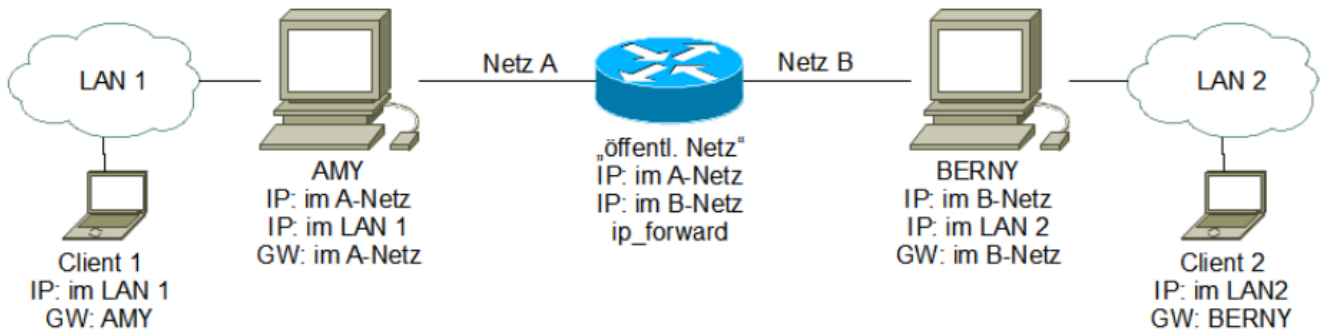 LAN 1
Netz A
Netz B
LAN 2
AMY
IP: im A-Netz
IP: im LAN 1
GW: im A-Netz
„öffentl. Netz"
IP: im A-Netz
IP: im B-Netz
ip_forward
BERNY
IP: im B-Netz
IP: im LAN 2
GW: im B-Netz
Client 1
IP: im LAN 1
GW: AMY
Client 2
IP: im LAN2
GW: BERNY